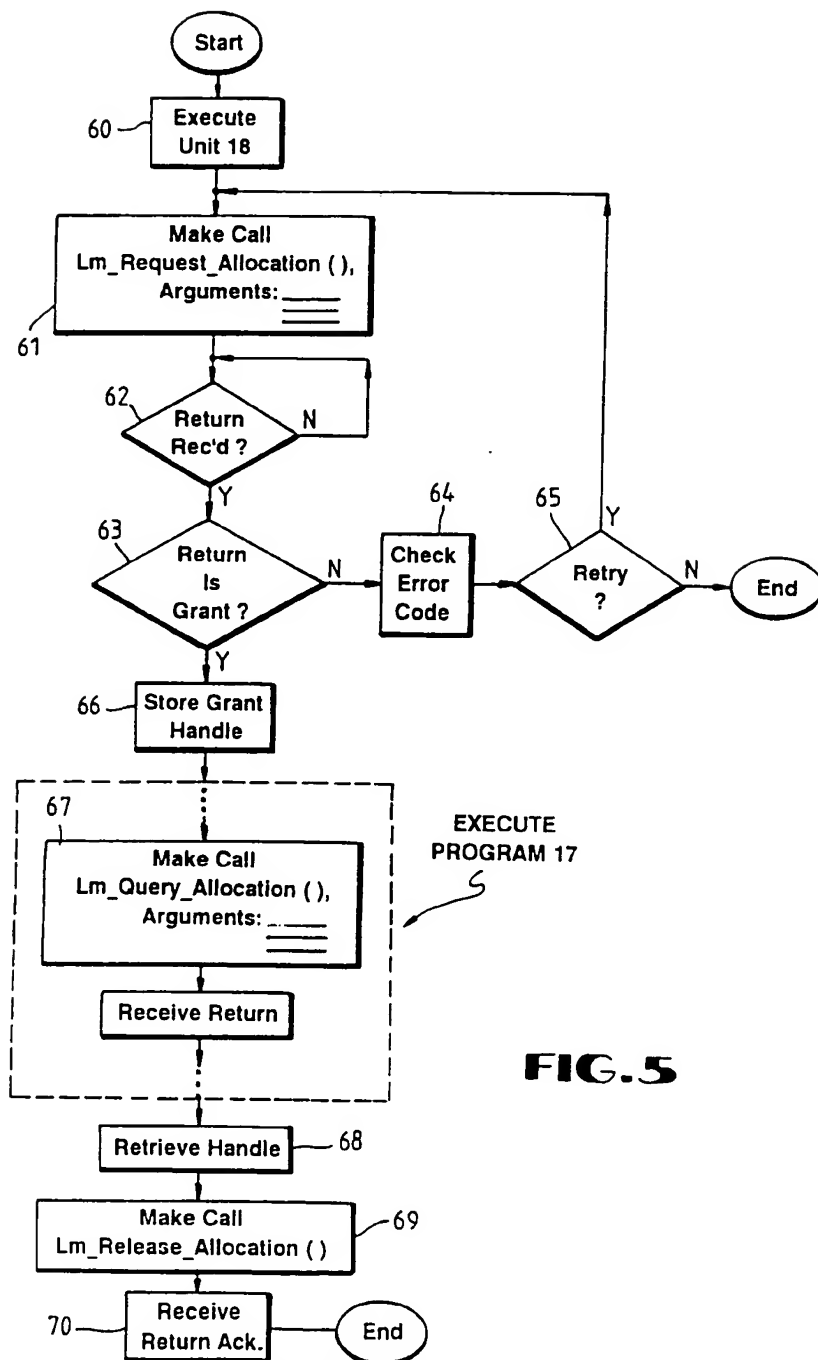 Start
60
Execute
Unit 18
Make Call
Lm_Request_Allocation ( ),
Arguments:
61
62
Return
Rec'd ?
N
Y
63
Return
Is
Grant ?
N
Y
64
Check
Error
Code
65
Retry
?
Y
N
End
66
Store Grant
Handle
67
Make Call
Lm_Query_Allocation ( ),
Arguments:
Receive Return
EXECUTE
PROGRAM 17
FIG.5
Retrieve Handle
68
Make Call
Lm_Release_Allocation ( )
69
70
Receive
Return Ack.
End